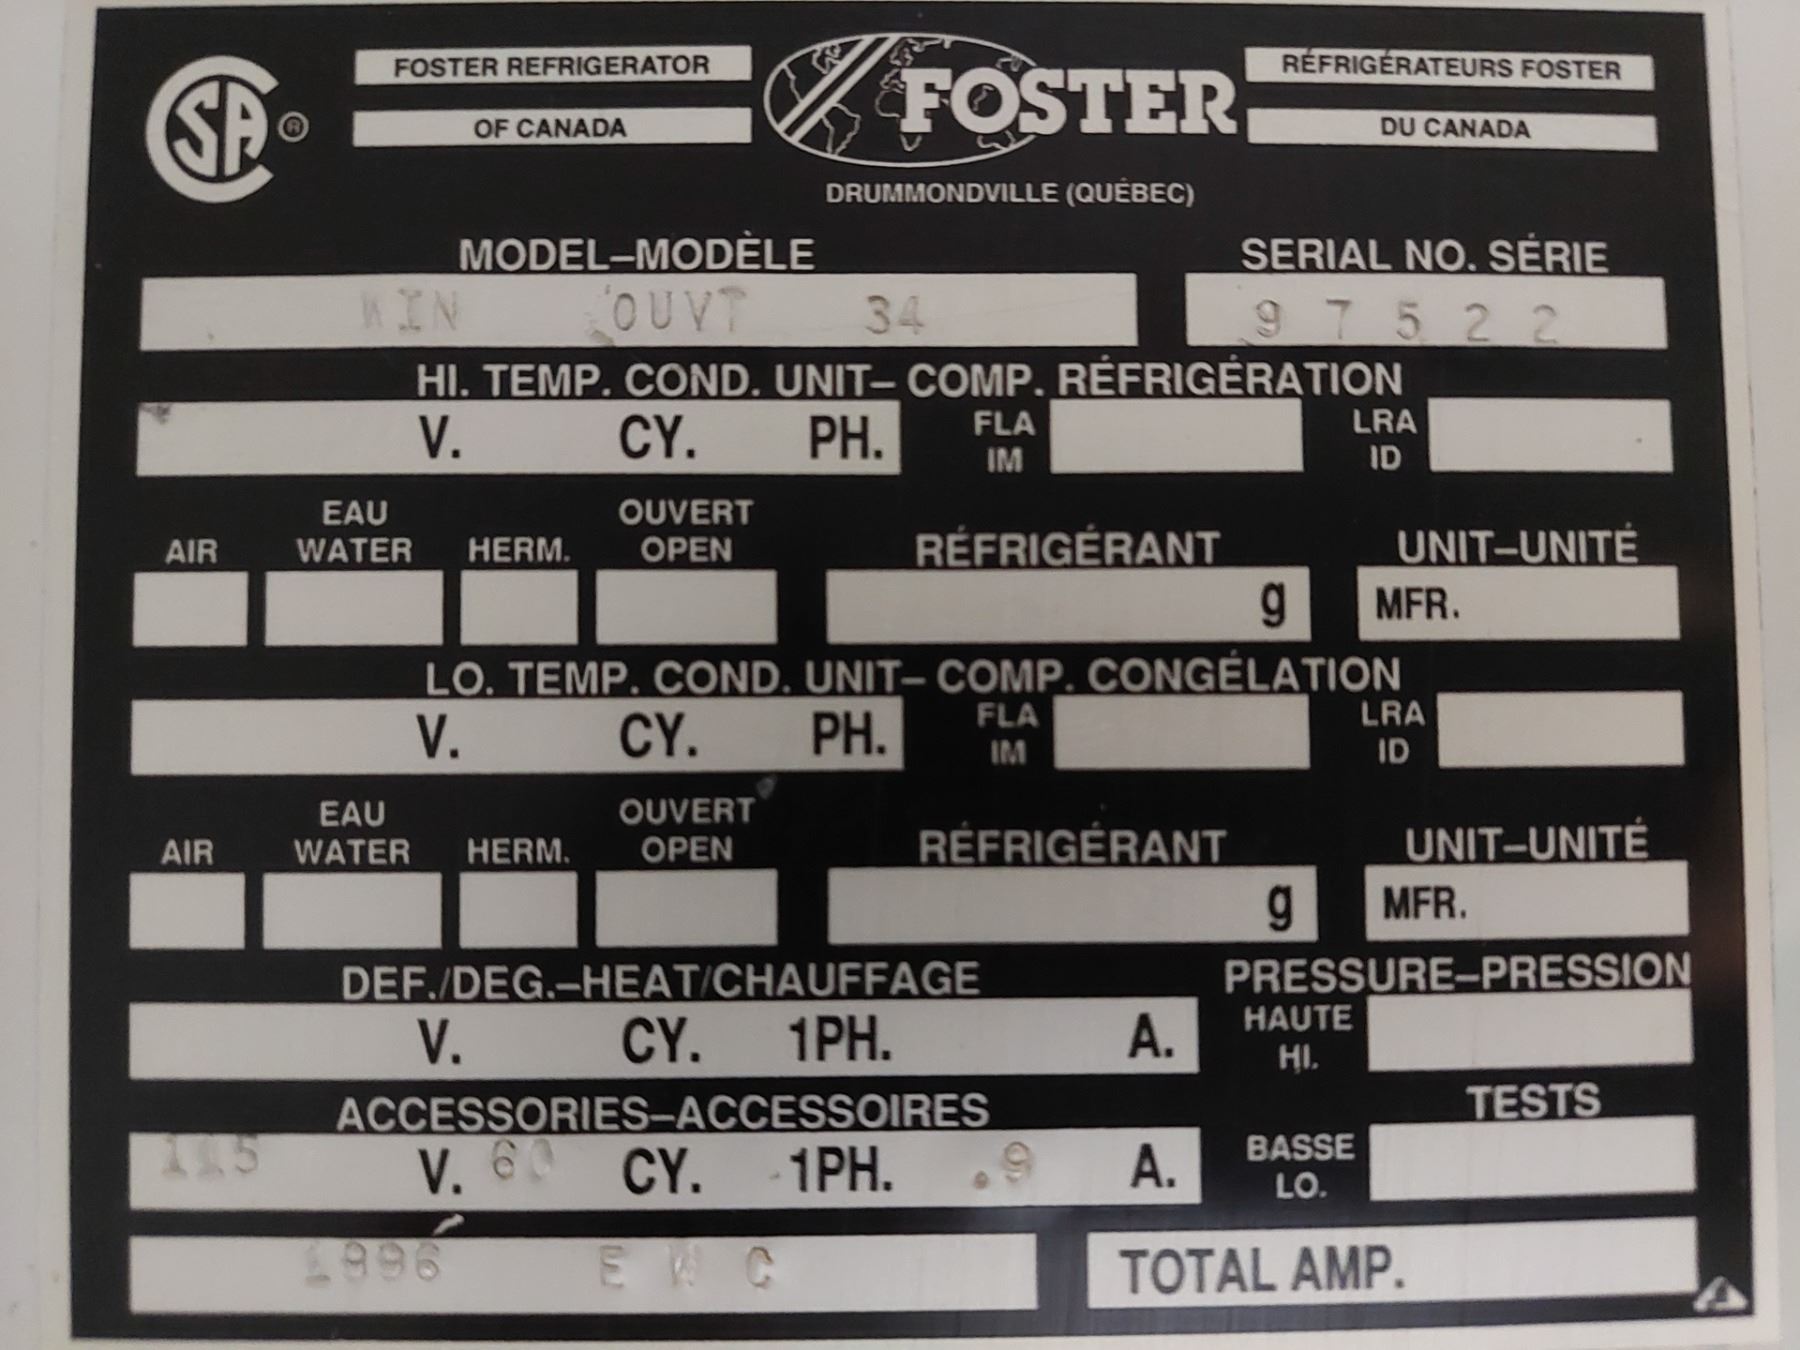 FOSTER REFRIGERATOR
OF CANADA
CSA ®
FOSTER
RÉFRIGÉRATEURS FOSTER
DU CANADA
DRUMMONDVILLE (QUÉBEC)
MODEL–MODÈLE SERIAL NO. SÉRIE
WIN OUVT 34 97522
HI. TEMP. COND. UNIT– COMP. RÉFRIGÉRATION
V. CY. PH. FLA IM LRA ID
AIR EAU WATER HERM. OUVERT OPEN RÉFRIGÉRANT UNIT–UNITÉ
g MFR.
LO. TEMP. COND. UNIT– COMP. CONGÉLATION
V. CY. PH. FLA IM LRA ID
AIR EAU WATER HERM. OUVERT OPEN RÉFRIGÉRANT UNIT–UNITÉ
g MFR.
DEF./DEG.–HEAT/CHAUFFAGE PRESSURE–PRESSION
V. CY. 1PH. A. HAUTE HI.
ACCESSORIES–ACCESSOIRES TESTS
115 V. 60 CY. 1PH. .9 A. BASSE LO.
1996 E W C TOTAL AMP.